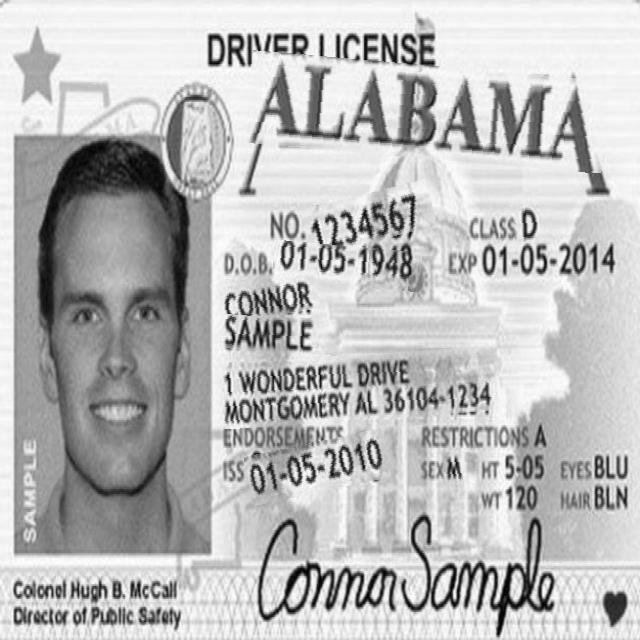 DRIVER LICENSE
ALABAMA
NO. 1234567 CLASS D
D.O.B. 01-05-1948 EXP 01-05-2014
CONNOR
SAMPLE
1 WONDERFUL DRIVE
MONTGOMERY AL 36104-1234
ENDORSEMENTS RESTRICTIONS A
ISS 01-05-2010 SEX M HT 5-05 EYES BLU
WT 120 HAIR BLN
SAMPLE
Connor Sample
Colonel Hugh B. McCall
Director of Public Safety